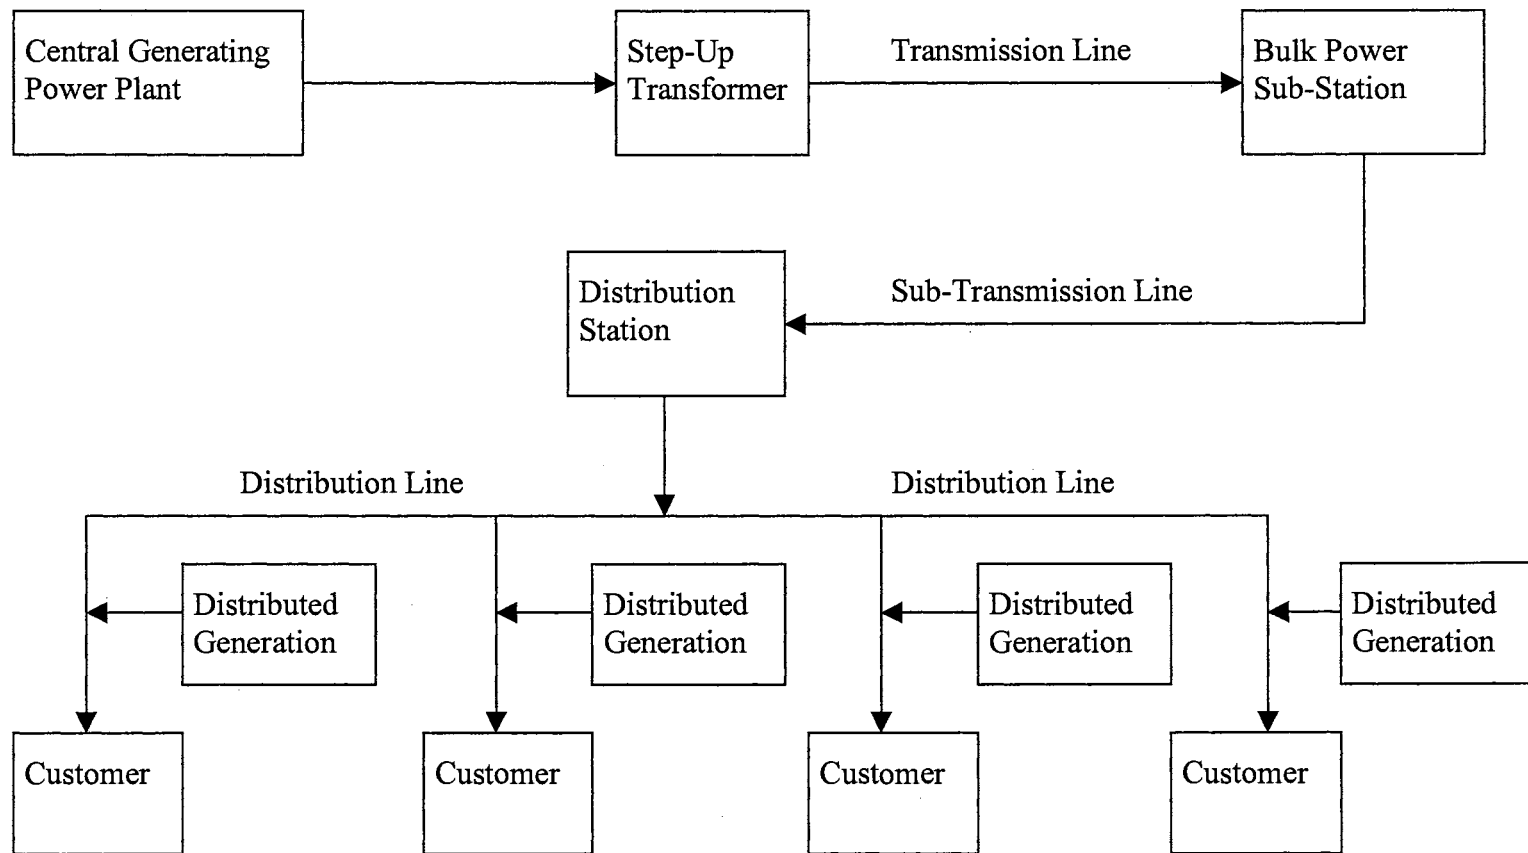 Central Generating
Power Plant
Step-Up
Transformer
Transmission Line
Bulk Power
Sub-Station
Distribution
Station
Sub-Transmission Line
Distribution Line
Distribution Line
Distributed
Generation
Distributed
Generation
Distributed
Generation
Distributed
Generation
Customer
Customer
Customer
Customer